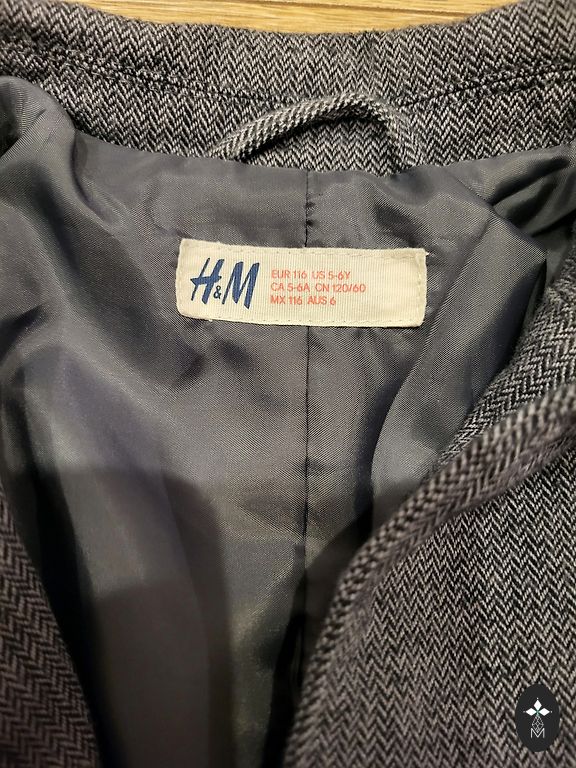 H&M
EUR 116 US 5-6Y
CA 5-6A CN 120/60
MX 116 AUS 6
M